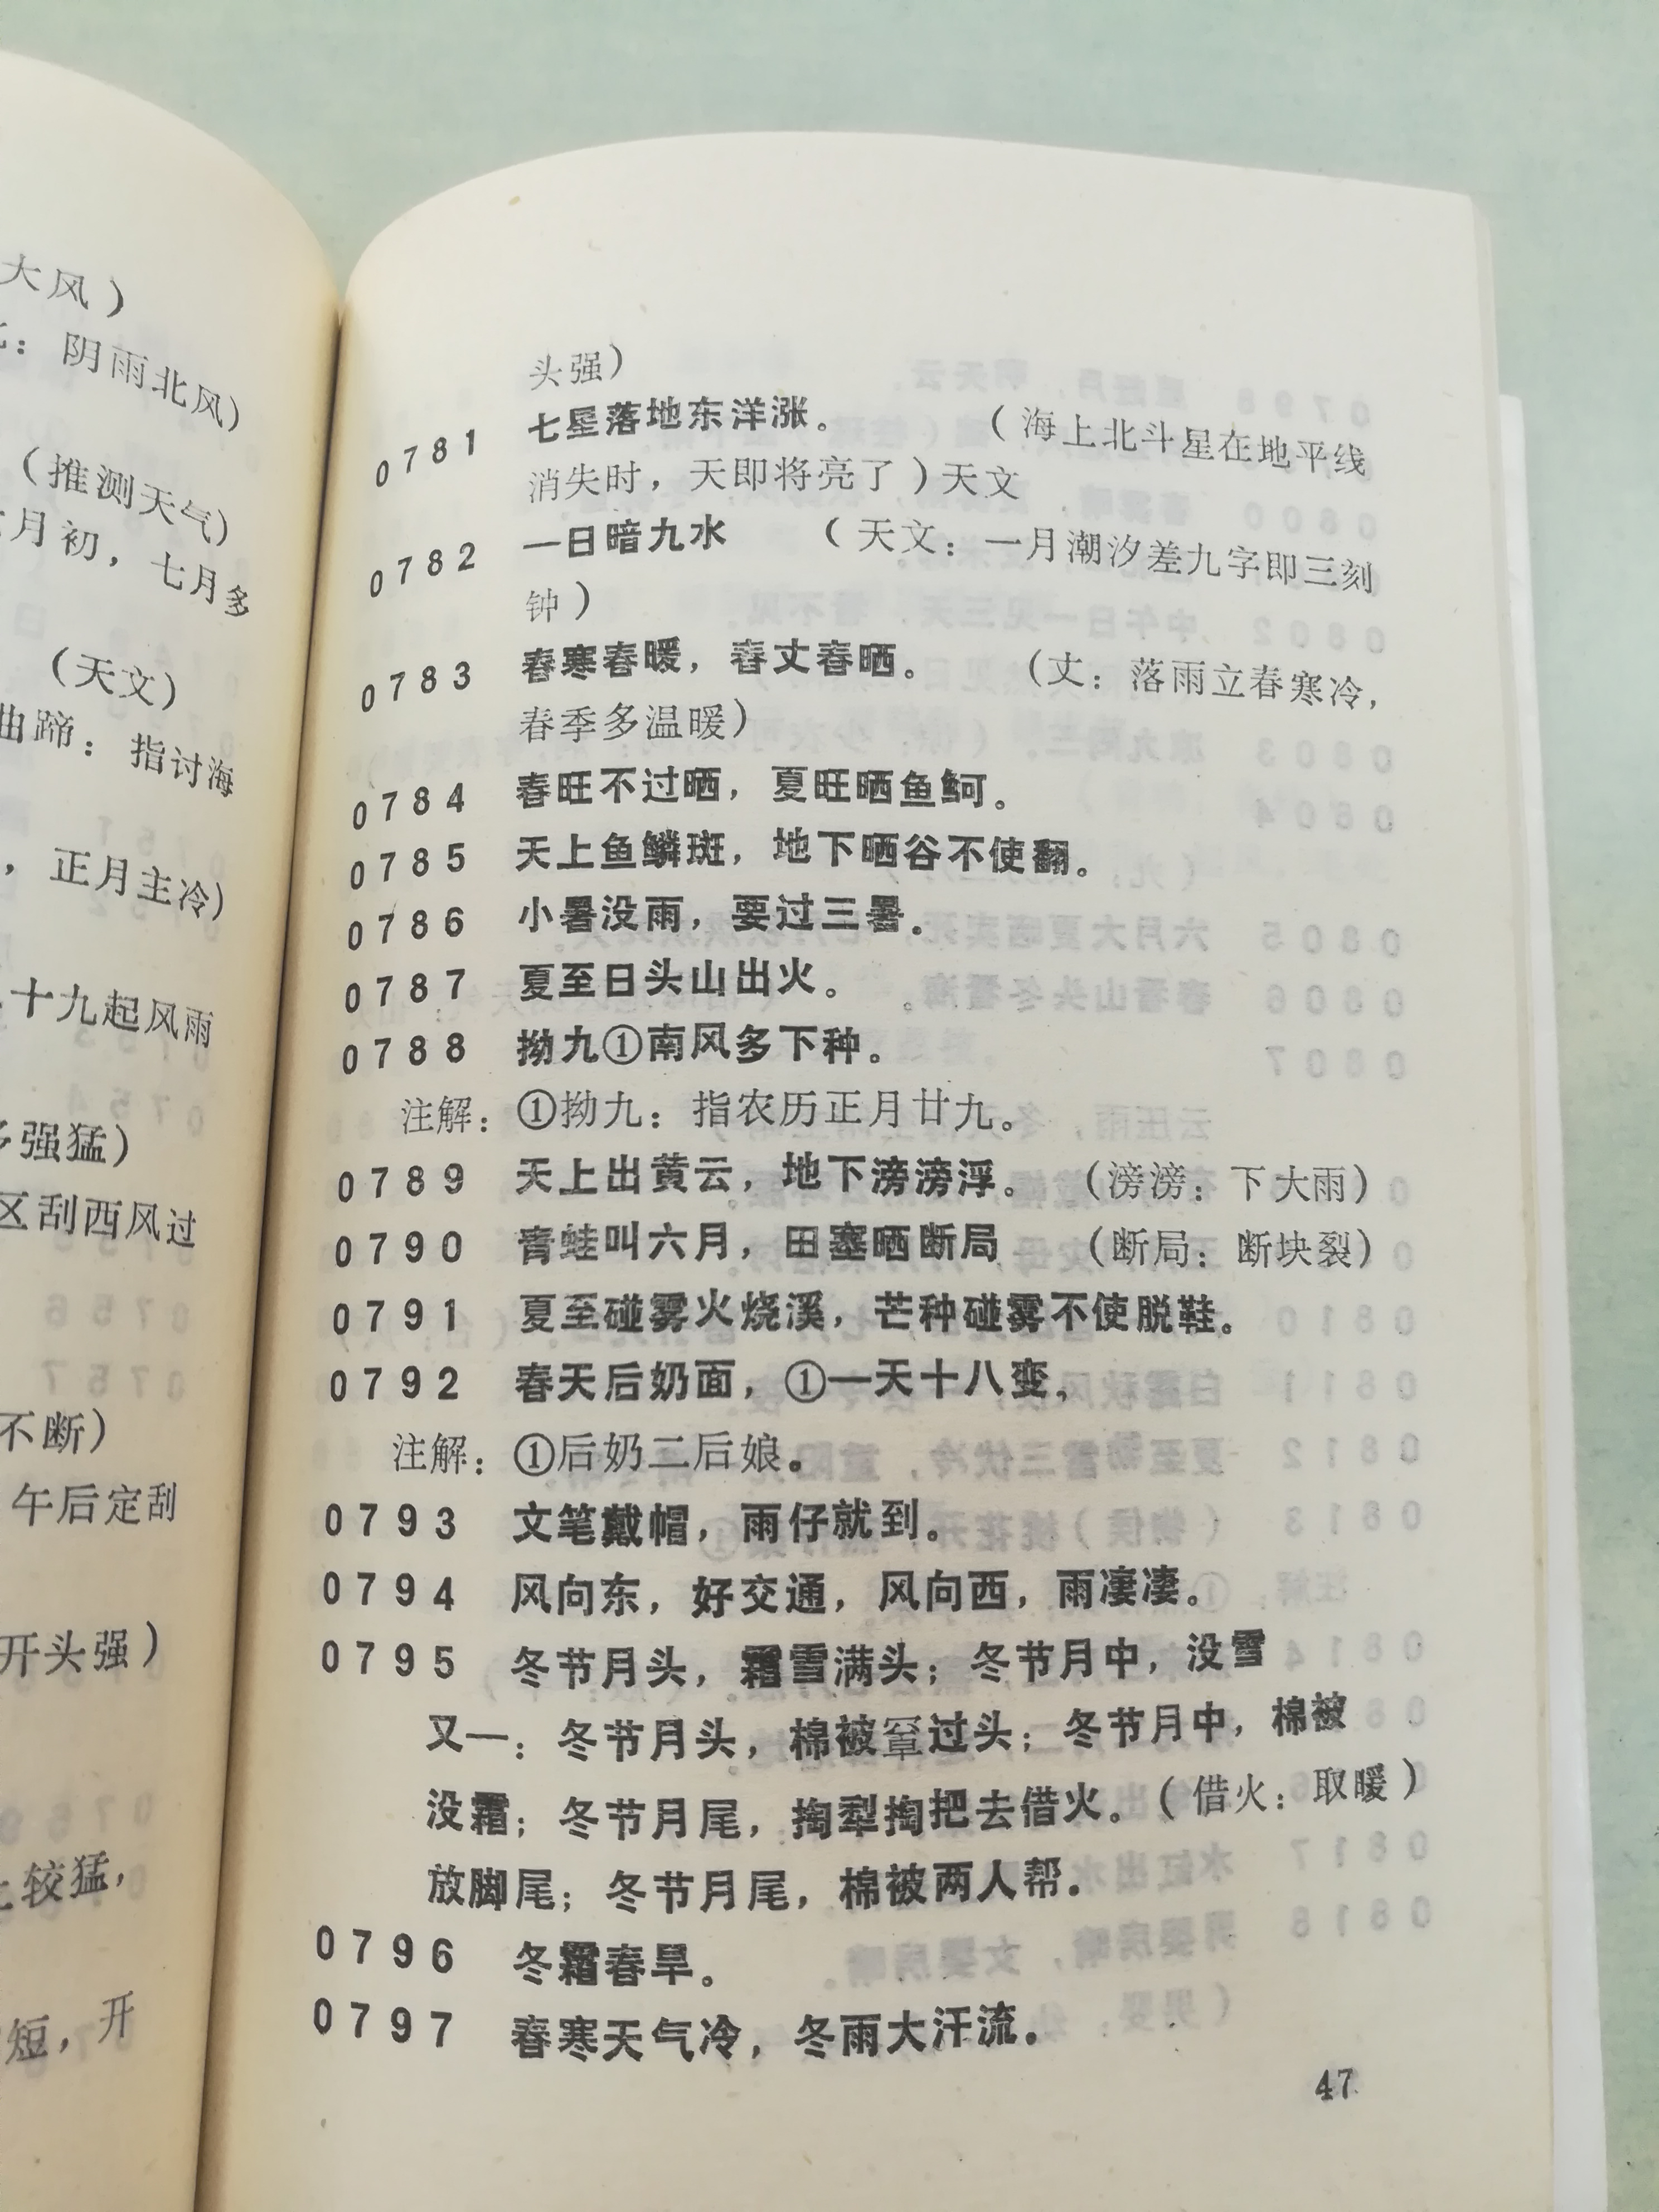 大风）
：阴雨北风）
（推测天气）
月初，七月多
（天文）
曲蹄：指讨海
，正月主冷）
十九起风雨
强猛）
区刮西风过
不断）
午后定刮
开头强）
较猛，
短，开
头强）
0781 七星落地东洋涨。 （海上北斗星在地平线
消失时，天即将亮了）天文
0782 一日暗九水 （天文：一月潮汐差九字即三刻
钟）
0783 春寒春暖，春丈春晒。 （丈：落雨立春寒冷，
春季多温暖）
0784 春旺不过晒，夏旺晒鱼鲄。
0785 天上鱼鳞斑，地下晒谷不使翻。
0786 小暑没雨，要过三暑。
0787 夏至日头山出火。
0788 拗九①南风多下种。
注解：①拗九：指农历正月廿九。
0789 天上出黄云，地下滂滂浮。 （滂滂：下大雨）
0790 青蛙叫六月，田塞晒断局 （断局：断块裂）
0791 夏至碰雾火烧溪，芒种碰雾不使脱鞋。
0792 春天后奶面，①一天十八变，
注解：①后奶二后娘。
0793 文笔戴帽，雨仔就到。
0794 风向东，好交通，风向西，雨凄凄。
0795 冬节月头，霜雪满头；冬节月中，没雪
又一：冬节月头，棉被罩过头；冬节月中，棉被
没霜；冬节月尾，掏犁掏把去借火。（借火：取暖）
放脚尾；冬节月尾，棉被两人帮．
0796 冬霜春旱。
0797 春寒天气冷，冬雨大汗流．
47